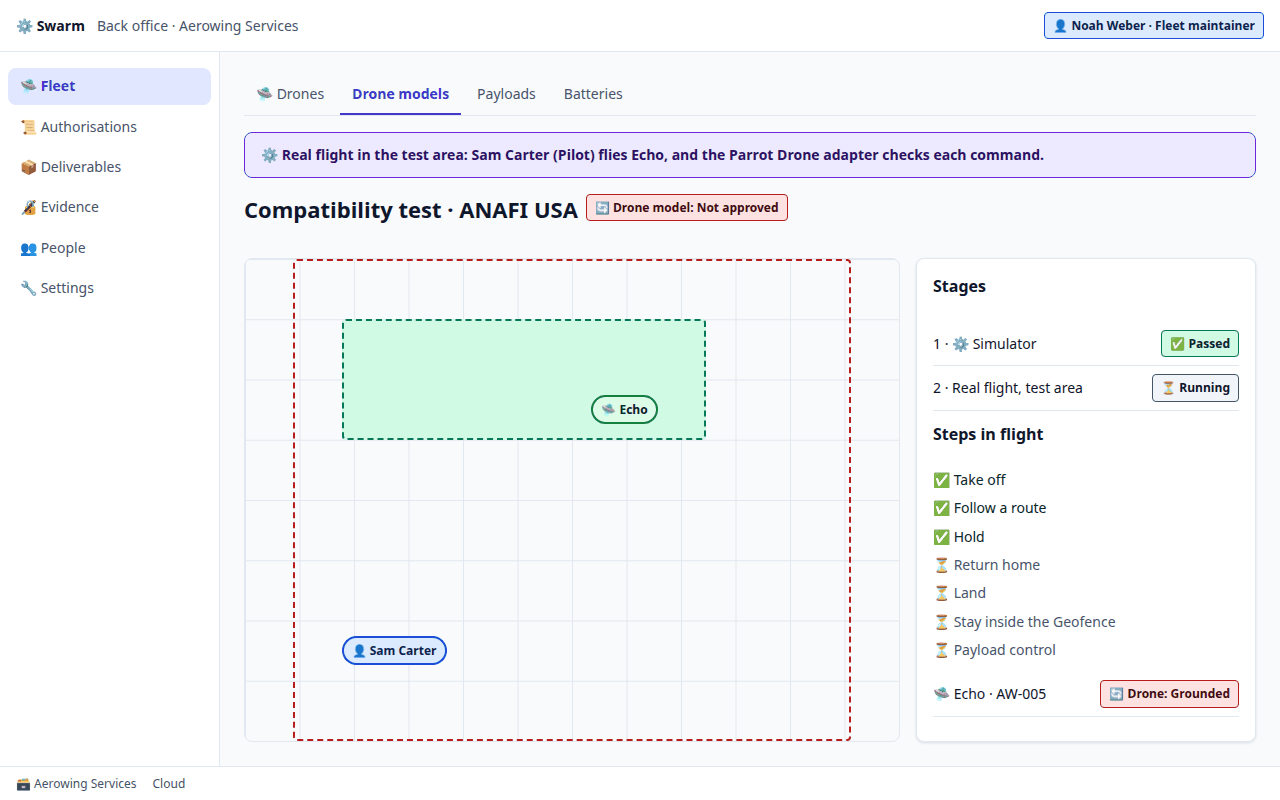 ⚙️ Swarm Back office · Aerowing Services
👤 Noah Weber · Fleet maintainer
🛸 Fleet
📜 Authorisations
📦 Deliverables
🔏 Evidence
👥 People
🔧 Settings
🛸 Drones Drone models Payloads Batteries
⚙️ Real flight in the test area: Sam Carter (Pilot) flies Echo, and the Parrot Drone adapter checks each command.
Compatibility test · ANAFI USA 🔄 Drone model: Not approved
🛸 Echo
👤 Sam Carter
Stages
1 · ⚙️ Simulator ✅ Passed
2 · Real flight, test area ⏳ Running
Steps in flight
✅ Take off
✅ Follow a route
✅ Hold
⏳ Return home
⏳ Land
⏳ Stay inside the Geofence
⏳ Payload control
🛸 Echo · AW-005 🔄 Drone: Grounded
🗃️ Aerowing Services Cloud